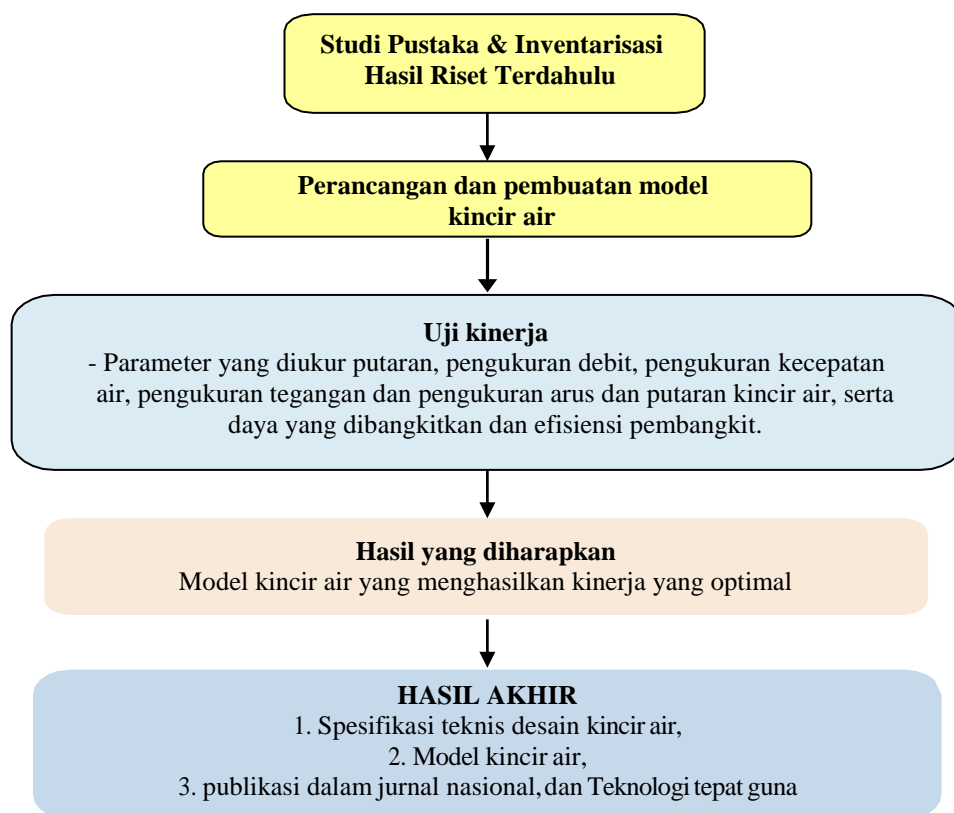 Studi Pustaka & Inventarisasi
Hasil Riset Terdahulu
Perancangan dan pembuatan model
kincir air
Uji kinerja
- Parameter yang diukur putaran, pengukuran debit, pengukuran kecepatan
air, pengukuran tegangan dan pengukuran arus dan putaran kincir air, serta
daya yang dibangkitkan dan efisiensi pembangkit.
Hasil yang diharapkan
Model kincir air yang menghasilkan kinerja yang optimal
HASIL AKHIR
1. Spesifikasi teknis desain kincir air,
2. Model kincir air,
3. publikasi dalam jurnal nasional, dan Teknologi tepat guna